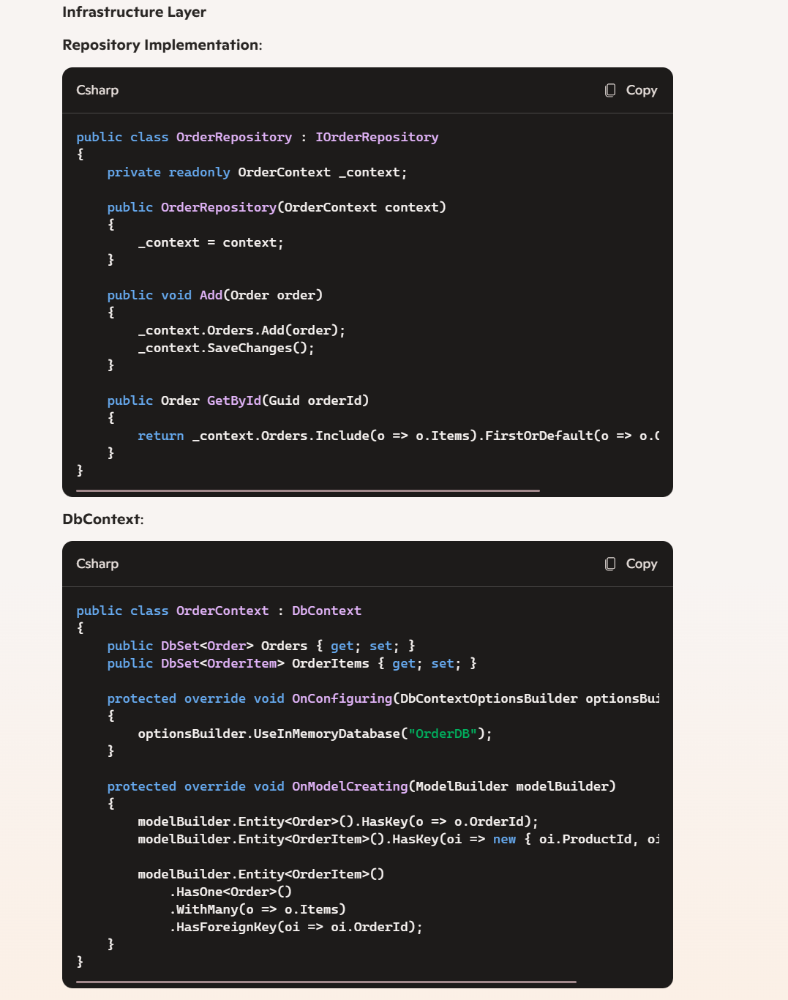 Infrastructure Layer
Repository Implementation:
Csharp
Copy
public class OrderRepository : IOrderRepository
{
    private readonly OrderContext _context;

    public OrderRepository(OrderContext context)
    {
        _context = context;
    }

    public void Add(Order order)
    {
        _context.Orders.Add(order);
        _context.SaveChanges();
    }

    public Order GetById(Guid orderId)
    {
        return _context.Orders.Include(o => o.Items).FirstOrDefault(o => o.
    }
}
DbContext:
Csharp
Copy
public class OrderContext : DbContext
{
    public DbSet<Order> Orders { get; set; }
    public DbSet<OrderItem> OrderItems { get; set; }

    protected override void OnConfiguring(DbContextOptionsBuilder optionsBui
    {
        optionsBuilder.UseInMemoryDatabase("OrderDB");
    }

    protected override void OnModelCreating(ModelBuilder modelBuilder)
    {
        modelBuilder.Entity<Order>().HasKey(o => o.OrderId);
        modelBuilder.Entity<OrderItem>().HasKey(oi => new { oi.ProductId, oi

        modelBuilder.Entity<OrderItem>()
            .HasOne<Order>()
            .WithMany(o => o.Items)
            .HasForeignKey(oi => oi.OrderId);
    }
}